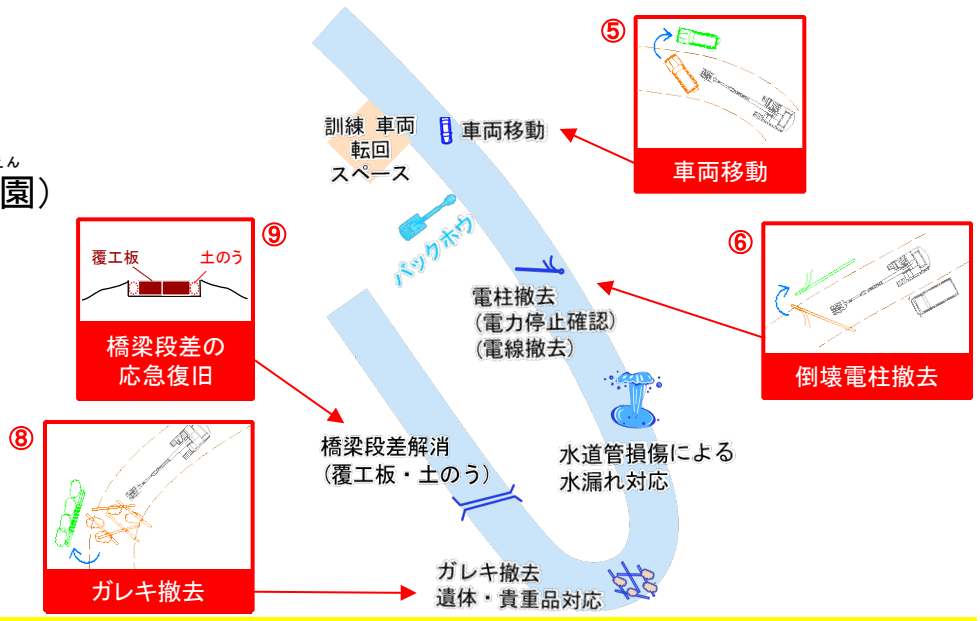 ⑤
車両移動
訓練 車両
転回
スペース
車両移動
園)
バックホウ
⑨
覆工板
土のう
橋梁段差の
応急復旧
⑥
倒壊電柱撤去
電柱撤去
(電力停止確認)
(電線撤去)
橋梁段差解消
(覆工板・土のう)
水道管損傷による
水漏れ対応
⑧
ガレキ撤去
ガレキ撤去
遺体・貴重品対応